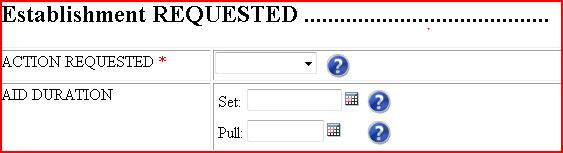 Establishment REQUESTED ......................................
ACTION REQUESTED *
?
AID DURATION
Set: ?
Pull: ?